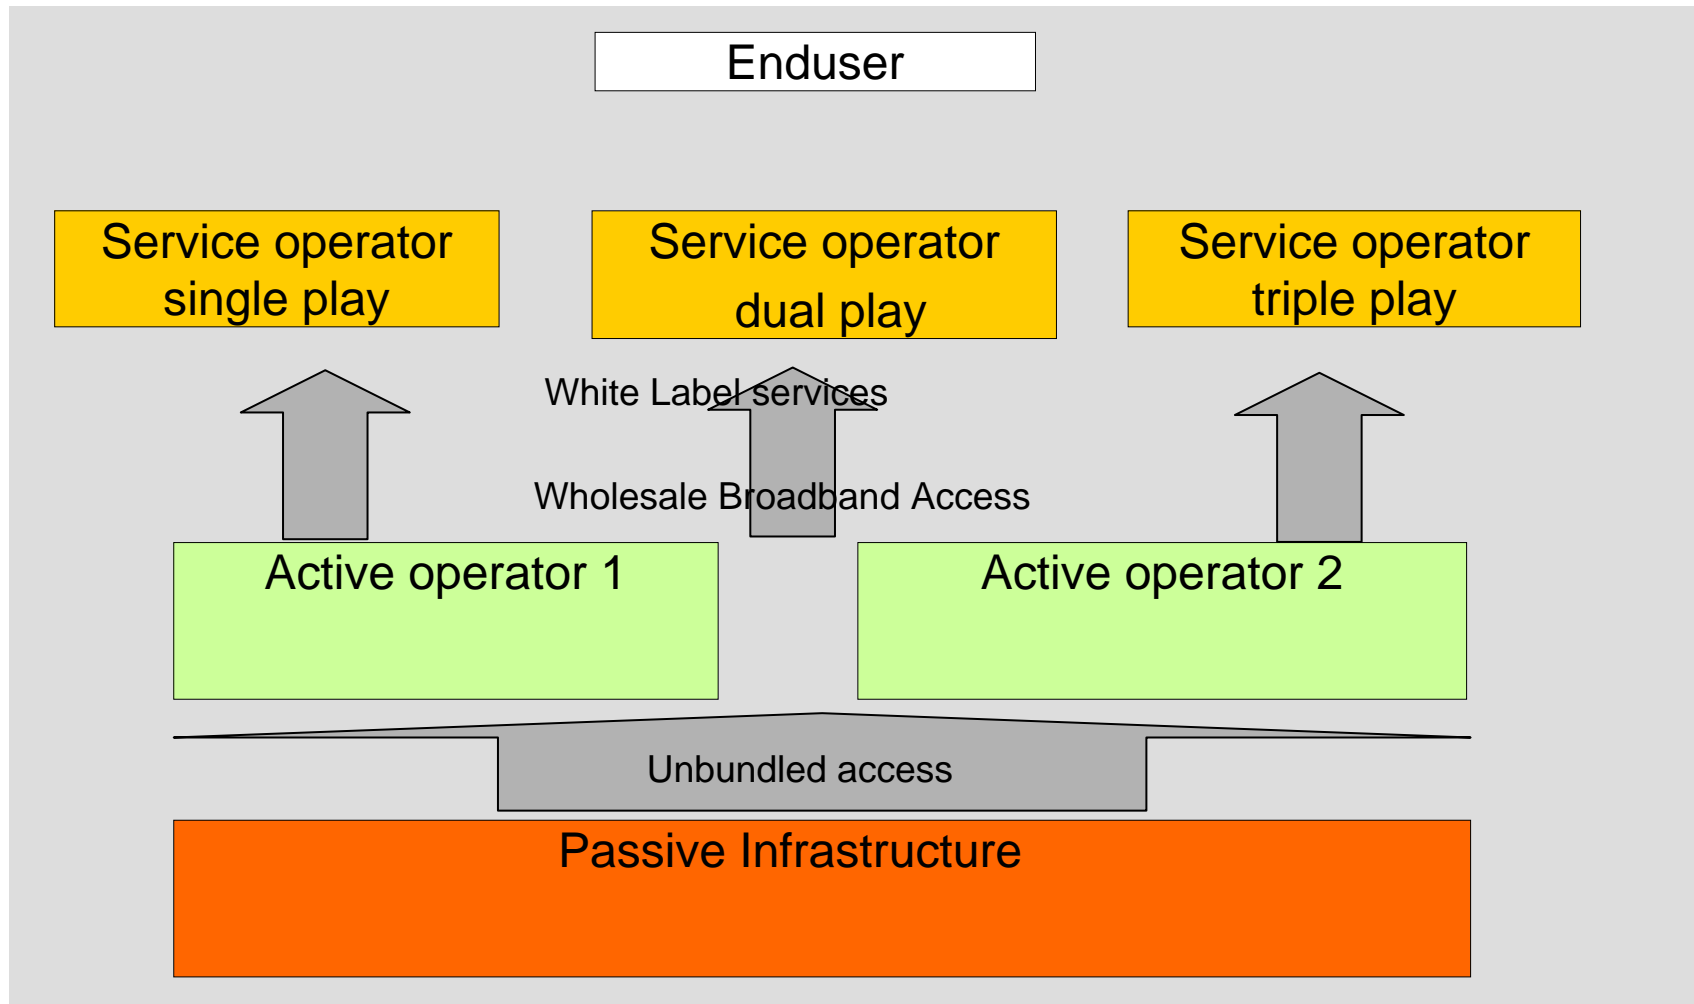 Enduser
Service operator
single play
Service operator
dual play
Service operator
triple play
White Label services
Wholesale Broadband Access
Active operator 1
Active operator 2
Unbundled access
Passive Infrastructure